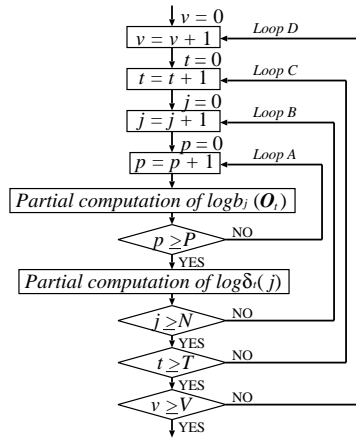 v = 0
v = v + 1
Loop D
t = 0
t = t + 1
Loop C
j = 0
j = j + 1
Loop B
p = 0
p = p + 1
Loop A
Partial computation of logbj (Ot)
p ≥ P
NO
YES
Partial computation of logδt( j)
j ≥ N
NO
YES
t ≥ T
NO
YES
v ≥ V
NO
YES